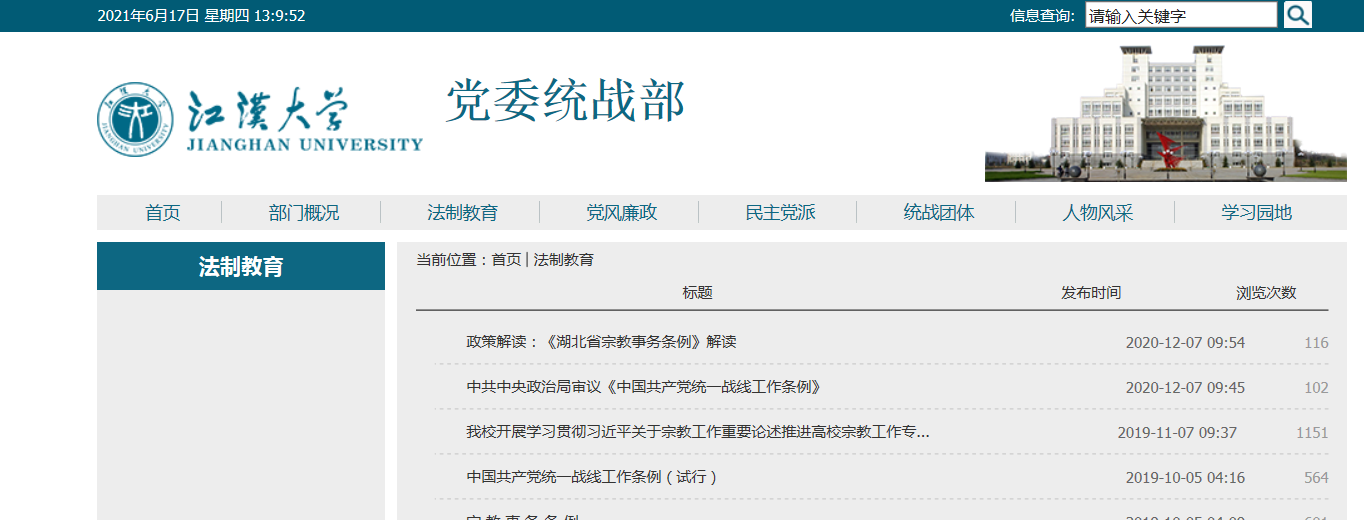 2021年6月17日 星期四 13:9:52 信息查询: 请输入关键字
江漢大学 党委统战部
JIANGHAN UNIVERSITY
首页 部门概况 法制教育 党风廉政 民主党派 统战团体 人物风采 学习园地
法制教育
当前位置：首页 | 法制教育
标题 发布时间 浏览次数
政策解读：《湖北省宗教事务条例》解读 2020-12-07 09:54 116
中共中央政治局审议《中国共产党统一战线工作条例》 2020-12-07 09:45 102
我校开展学习贯彻习近平关于宗教工作重要论述推进高校宗教工作专... 2019-11-07 09:37 1151
中国共产党统一战线工作条例（试行） 2019-10-05 04:16 564